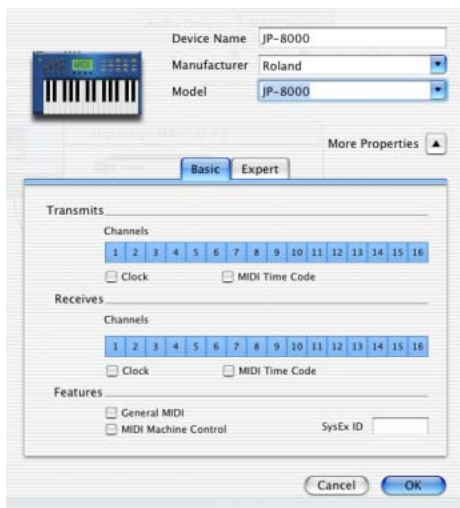 Device Name JP-8000
MIDI
Manufacturer Roland
Model JP-8000
More Properties
Basic Expert
Transmits
Channels
1 2 3 4 5 6 7 8 9 10 11 12 13 14 15 16
Clock MIDI Time Code
Receives
Channels
1 2 3 4 5 6 7 8 9 10 11 12 13 14 15 16
Clock MIDI Time Code
Features
General MIDI
MIDI Machine Control SysEx ID
Cancel OK